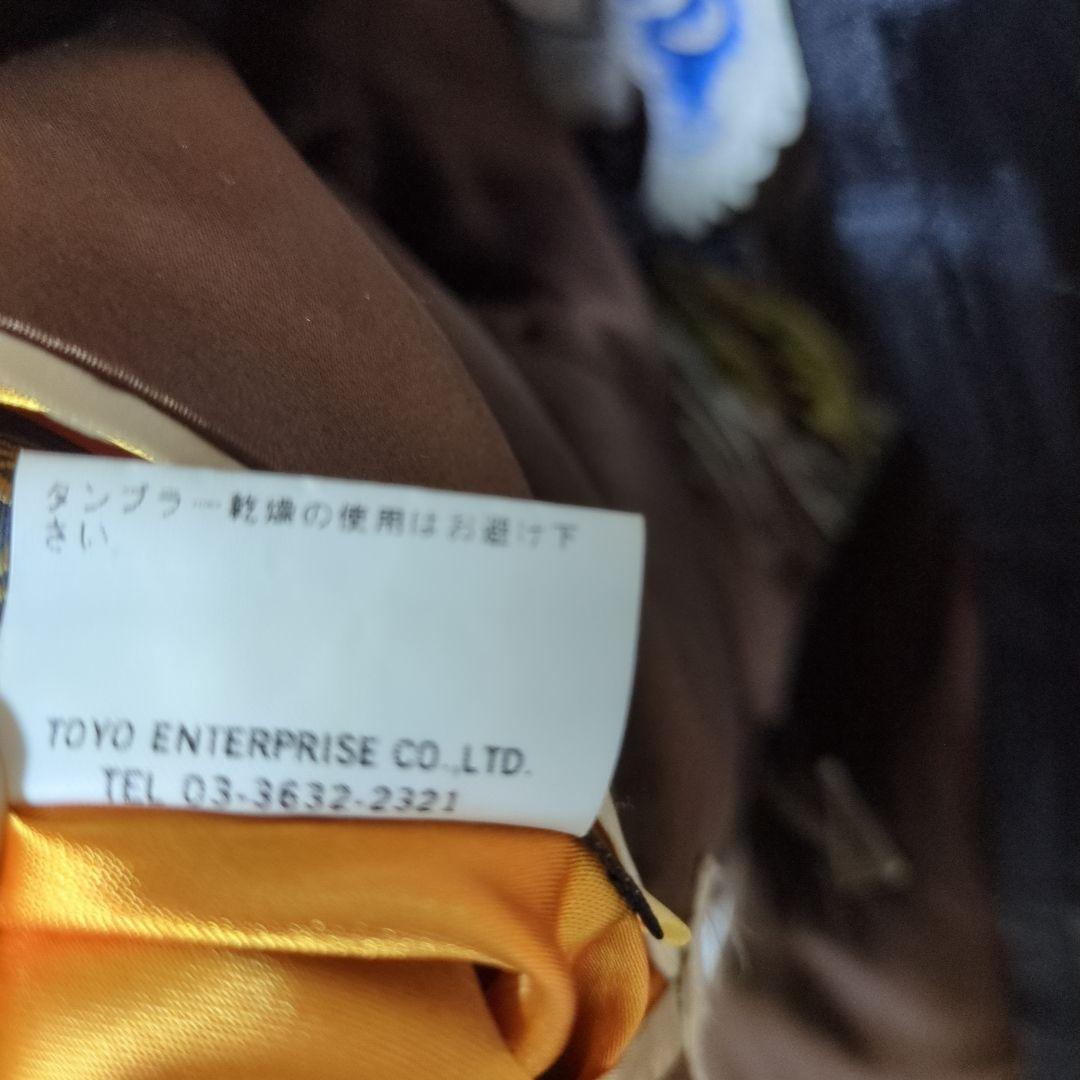 タンブラー乾燥の使用はお避け下
さい.
TOYO ENTERPRISE CO.,LTD.
TEL 03-3632-2321